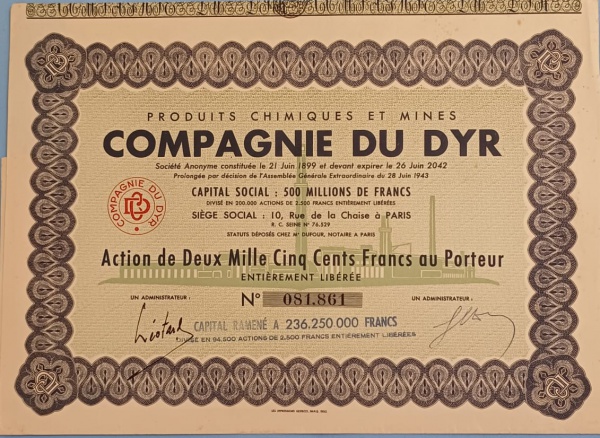 PRODUITS CHIMIQUES ET MINES
COMPAGNIE DU DYR
Société Anonyme constituée le 21 Juin 1899 et devant expirer le 26 Juin 2042
Prolongée par décision de l'Assemblée Générale Extraordinaire du 28 Juin 1943
CAPITAL SOCIAL : 500 MILLIONS DE FRANCS
DIVISÉ EN 200.000 ACTIONS DE 2.500 FRANCS ENTIÈREMENT LIBÉRÉES
COMPAGNIE DU DYR
SIÈGE SOCIAL : 10, Rue de la Chaise à PARIS
R. C. SEINE N° 76.329
STATUTS DÉPOSÉS CHEZ Mᵉ DUFOUR, NOTAIRE A PARIS
Action de Deux Mille Cinq Cents Francs au Porteur
ENTIÈREMENT LIBÉRÉE
UN ADMINISTRATEUR :
N° 081.861
UN ADMINISTRATEUR :
CAPITAL RAMENÉ A 236.250.000 FRANCS
DIVISÉ EN 94.500 ACTIONS DE 2.500 FRANCS ENTIÈREMENT LIBÉRÉES